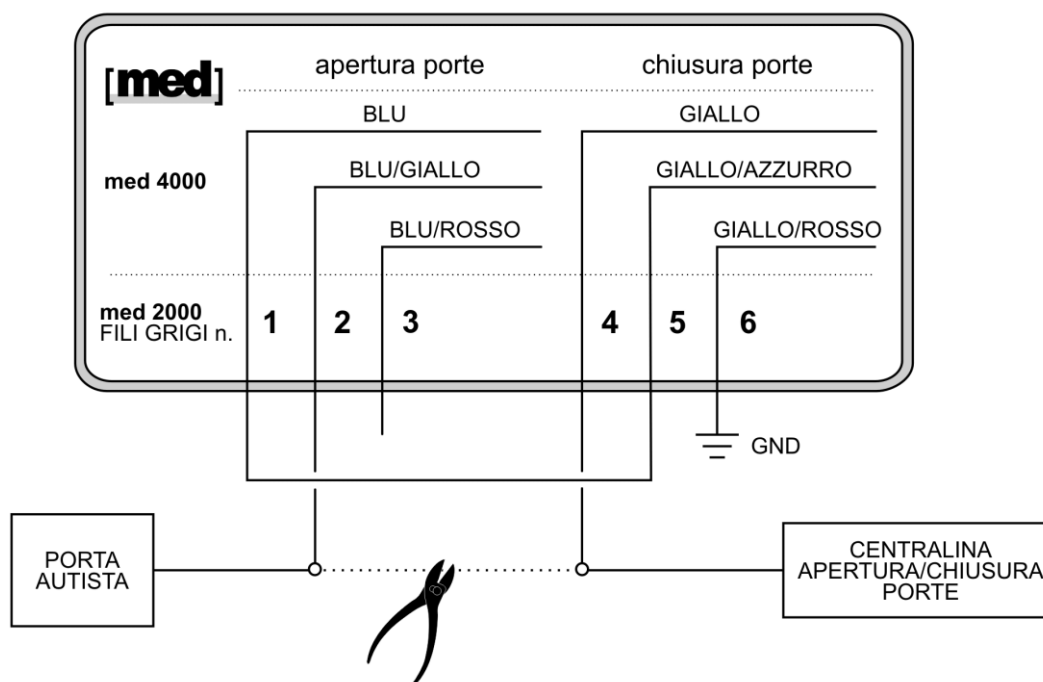 [med]
apertura porte
chiusura porte
BLU
GIALLO
med 4000
BLU/GIALLO
GIALLO/AZZURRO
BLU/ROSSO
GIALLO/ROSSO
med 2000
FILI GRIGI n.
1
2
3
4
5
6
GND
PORTA
AUTISTA
CENTRALINA
APERTURA/CHIUSURA
PORTE